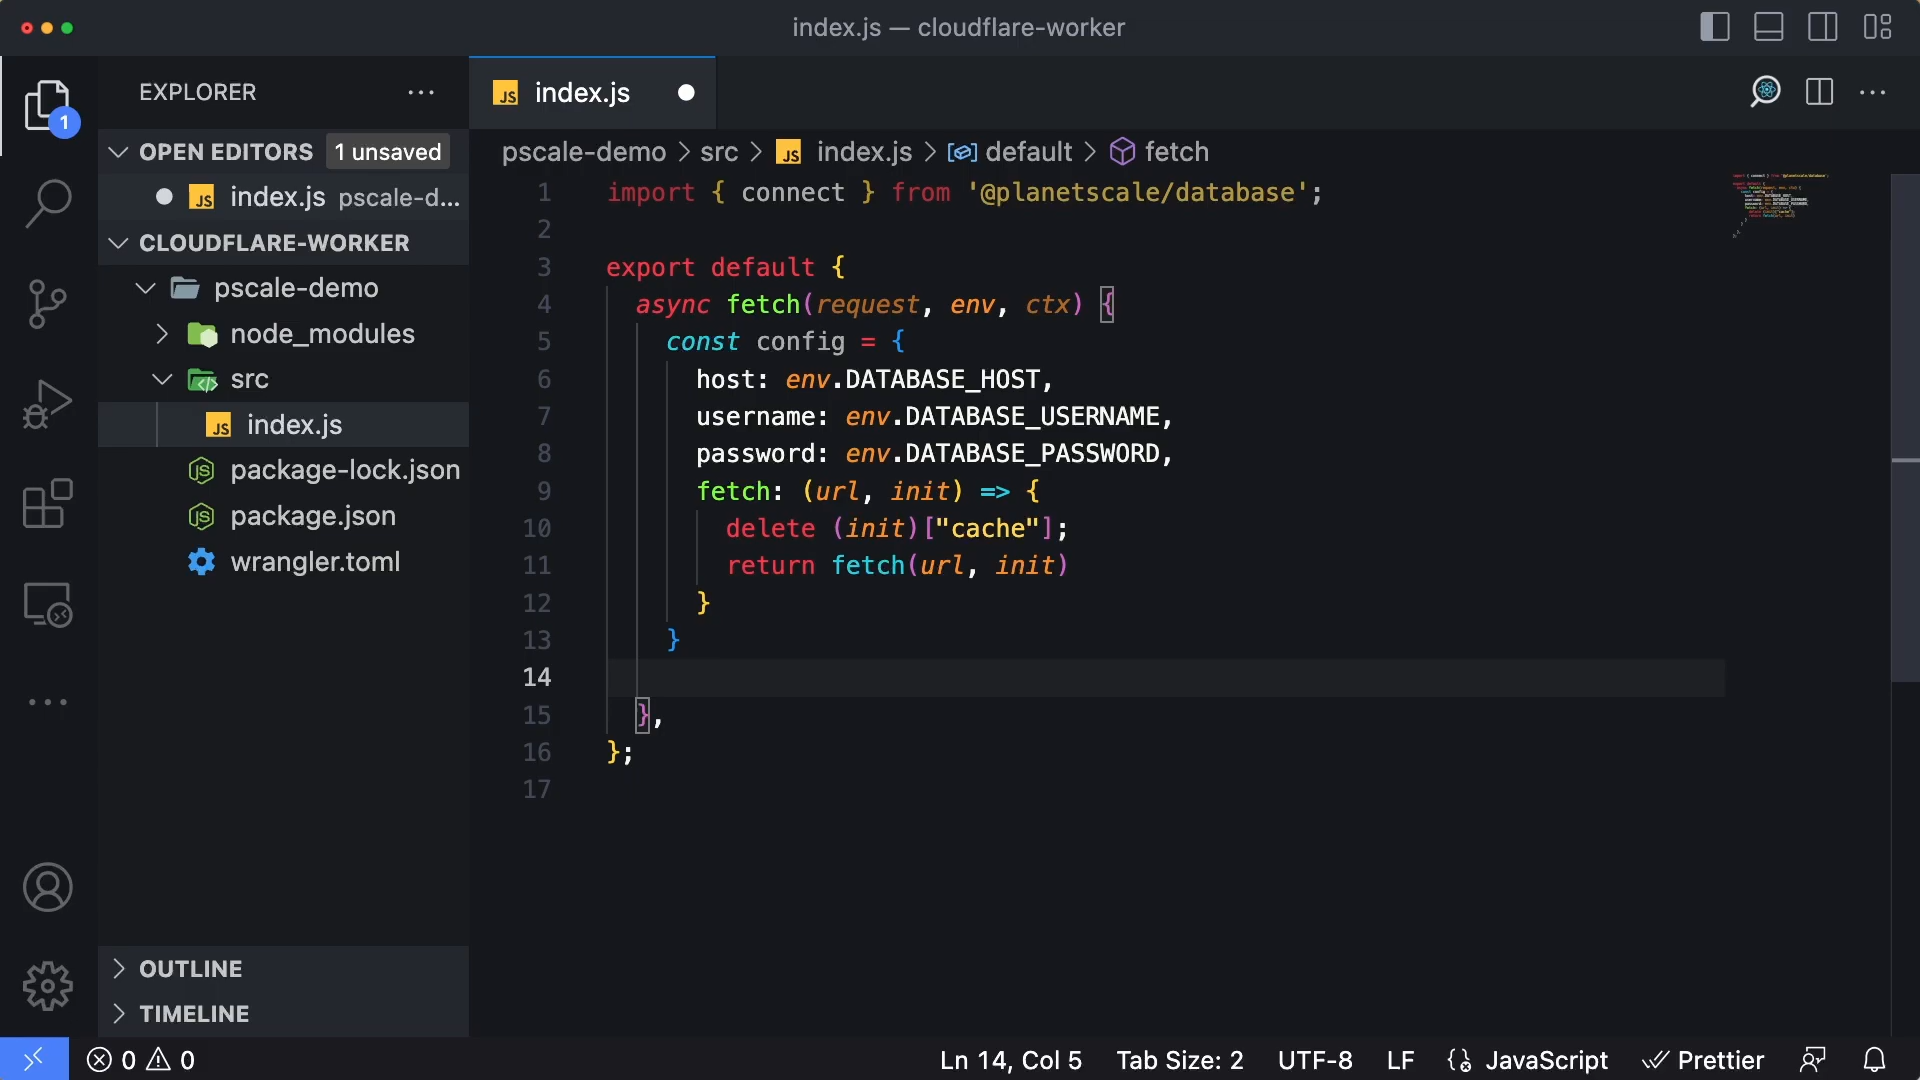 index.js — cloudflare-worker
EXPLORER
1
OPEN EDITORS 1 unsaved
index.js pscale-d...
CLOUDFLARE-WORKER
pscale-demo
node_modules
src
index.js
package-lock.json
package.json
wrangler.toml
OUTLINE
TIMELINE
index.js
pscale-demo > src > index.js > default > fetch
1 import { connect } from '@planetscale/database';
2
3 export default {
4 async fetch(request, env, ctx) {
5 const config = {
6 host: env.DATABASE_HOST,
7 username: env.DATABASE_USERNAME,
8 password: env.DATABASE_PASSWORD,
9 fetch: (url, init) => {
10 delete (init)["cache"];
11 return fetch(url, init)
12 }
13 }
14
15 },
16 };
17
0 0 Ln 14, Col 5 Tab Size: 2 UTF-8 LF JavaScript Prettier